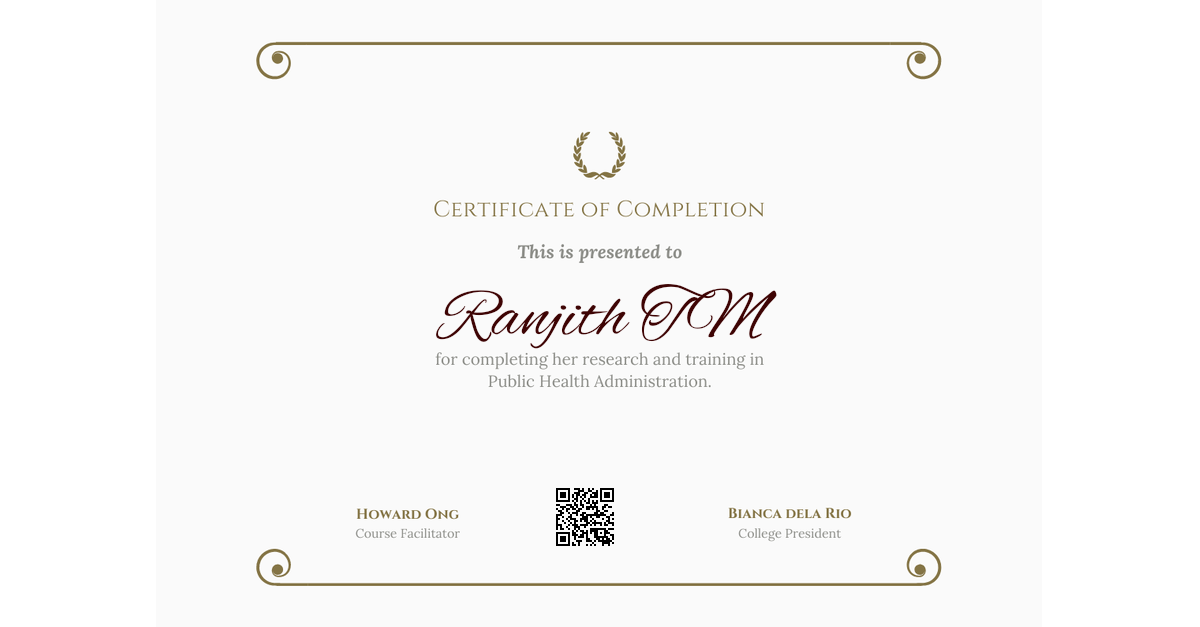 Certificate of Completion
This is presented to
Ranjith TM
for completing her research and training in
Public Health Administration.
Howard Ong
Course Facilitator
Bianca dela Rio
College President